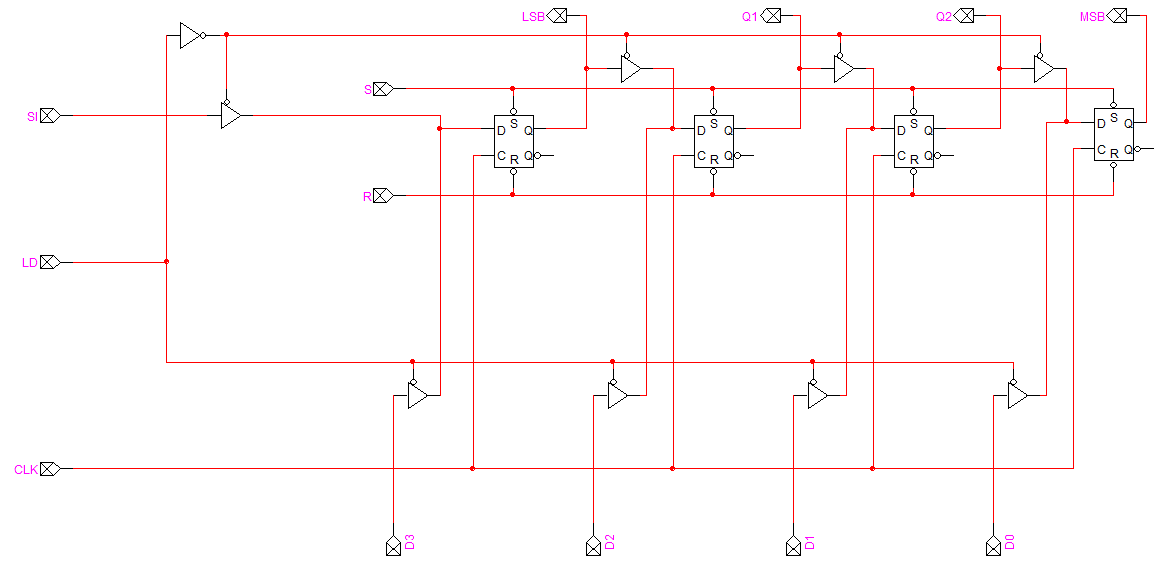 LSB Q1 Q2 MSB
S
SI
S S S S
D Q D Q D Q D Q
C Q C Q C Q C Q
R R R R
R
LD
CLK
D3 D2 D1 D0